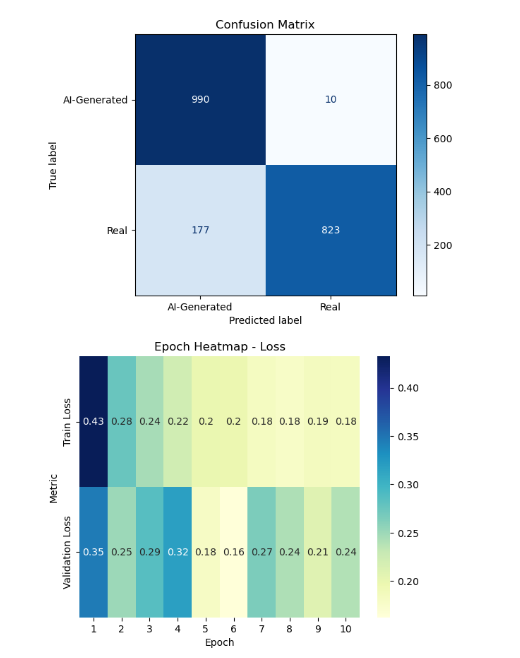 Confusion Matrix
AI-Generated
990
10
Real
177
823
True label
AI-Generated
Real
Predicted label
800
600
400
200
Epoch Heatmap - Loss
Train Loss
0.43 0.28 0.24 0.22 0.2 0.2 0.18 0.18 0.19 0.18
Validation Loss
0.35 0.25 0.29 0.32 0.18 0.16 0.27 0.24 0.21 0.24
Metric
1 2 3 4 5 6 7 8 9 10
Epoch
0.40
0.35
0.30
0.25
0.20